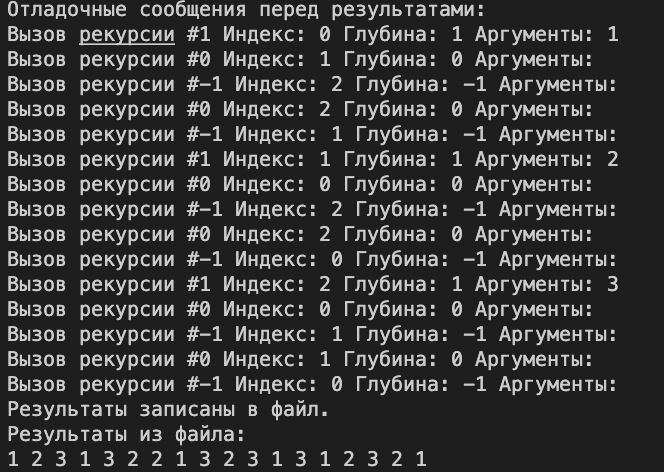 Отладочные сообщения перед результатами:
Вызов рекурсии #1 Индекс: 0 Глубина: 1 Аргументы: 1
Вызов рекурсии #0 Индекс: 1 Глубина: 0 Аргументы:
Вызов рекурсии #-1 Индекс: 2 Глубина: -1 Аргументы:
Вызов рекурсии #0 Индекс: 2 Глубина: 0 Аргументы:
Вызов рекурсии #-1 Индекс: 1 Глубина: -1 Аргументы:
Вызов рекурсии #1 Индекс: 1 Глубина: 1 Аргументы: 2
Вызов рекурсии #0 Индекс: 0 Глубина: 0 Аргументы:
Вызов рекурсии #-1 Индекс: 2 Глубина: -1 Аргументы:
Вызов рекурсии #0 Индекс: 2 Глубина: 0 Аргументы:
Вызов рекурсии #-1 Индекс: 0 Глубина: -1 Аргументы:
Вызов рекурсии #1 Индекс: 2 Глубина: 1 Аргументы: 3
Вызов рекурсии #0 Индекс: 0 Глубина: 0 Аргументы:
Вызов рекурсии #-1 Индекс: 1 Глубина: -1 Аргументы:
Вызов рекурсии #0 Индекс: 1 Глубина: 0 Аргументы:
Вызов рекурсии #-1 Индекс: 0 Глубина: -1 Аргументы:
Результаты записаны в файл.
Результаты из файла:
1 2 3 1 3 2 2 1 3 2 3 1 3 1 2 3 2 1